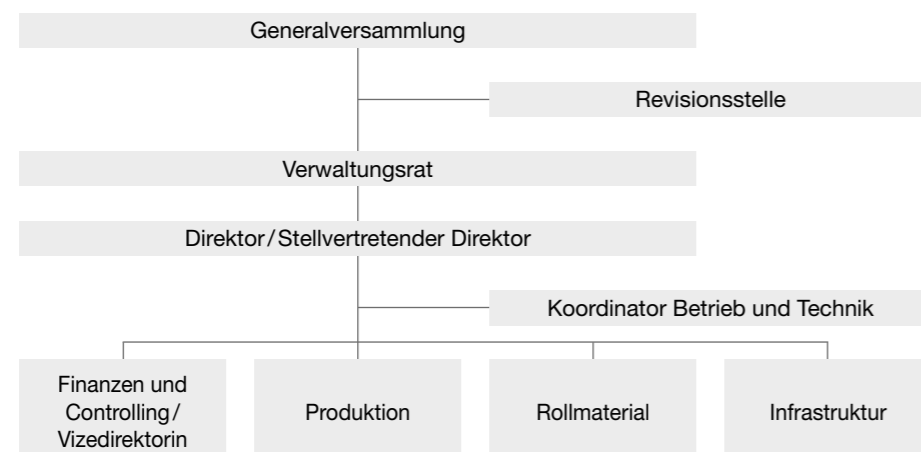 Generalversammlung
Revisionsstelle
Verwaltungsrat
Direktor/Stellvertretender Direktor
Koordinator Betrieb und Technik
Finanzen und
Controlling/
Vizedirektorin
Produktion
Rollmaterial
Infrastruktur